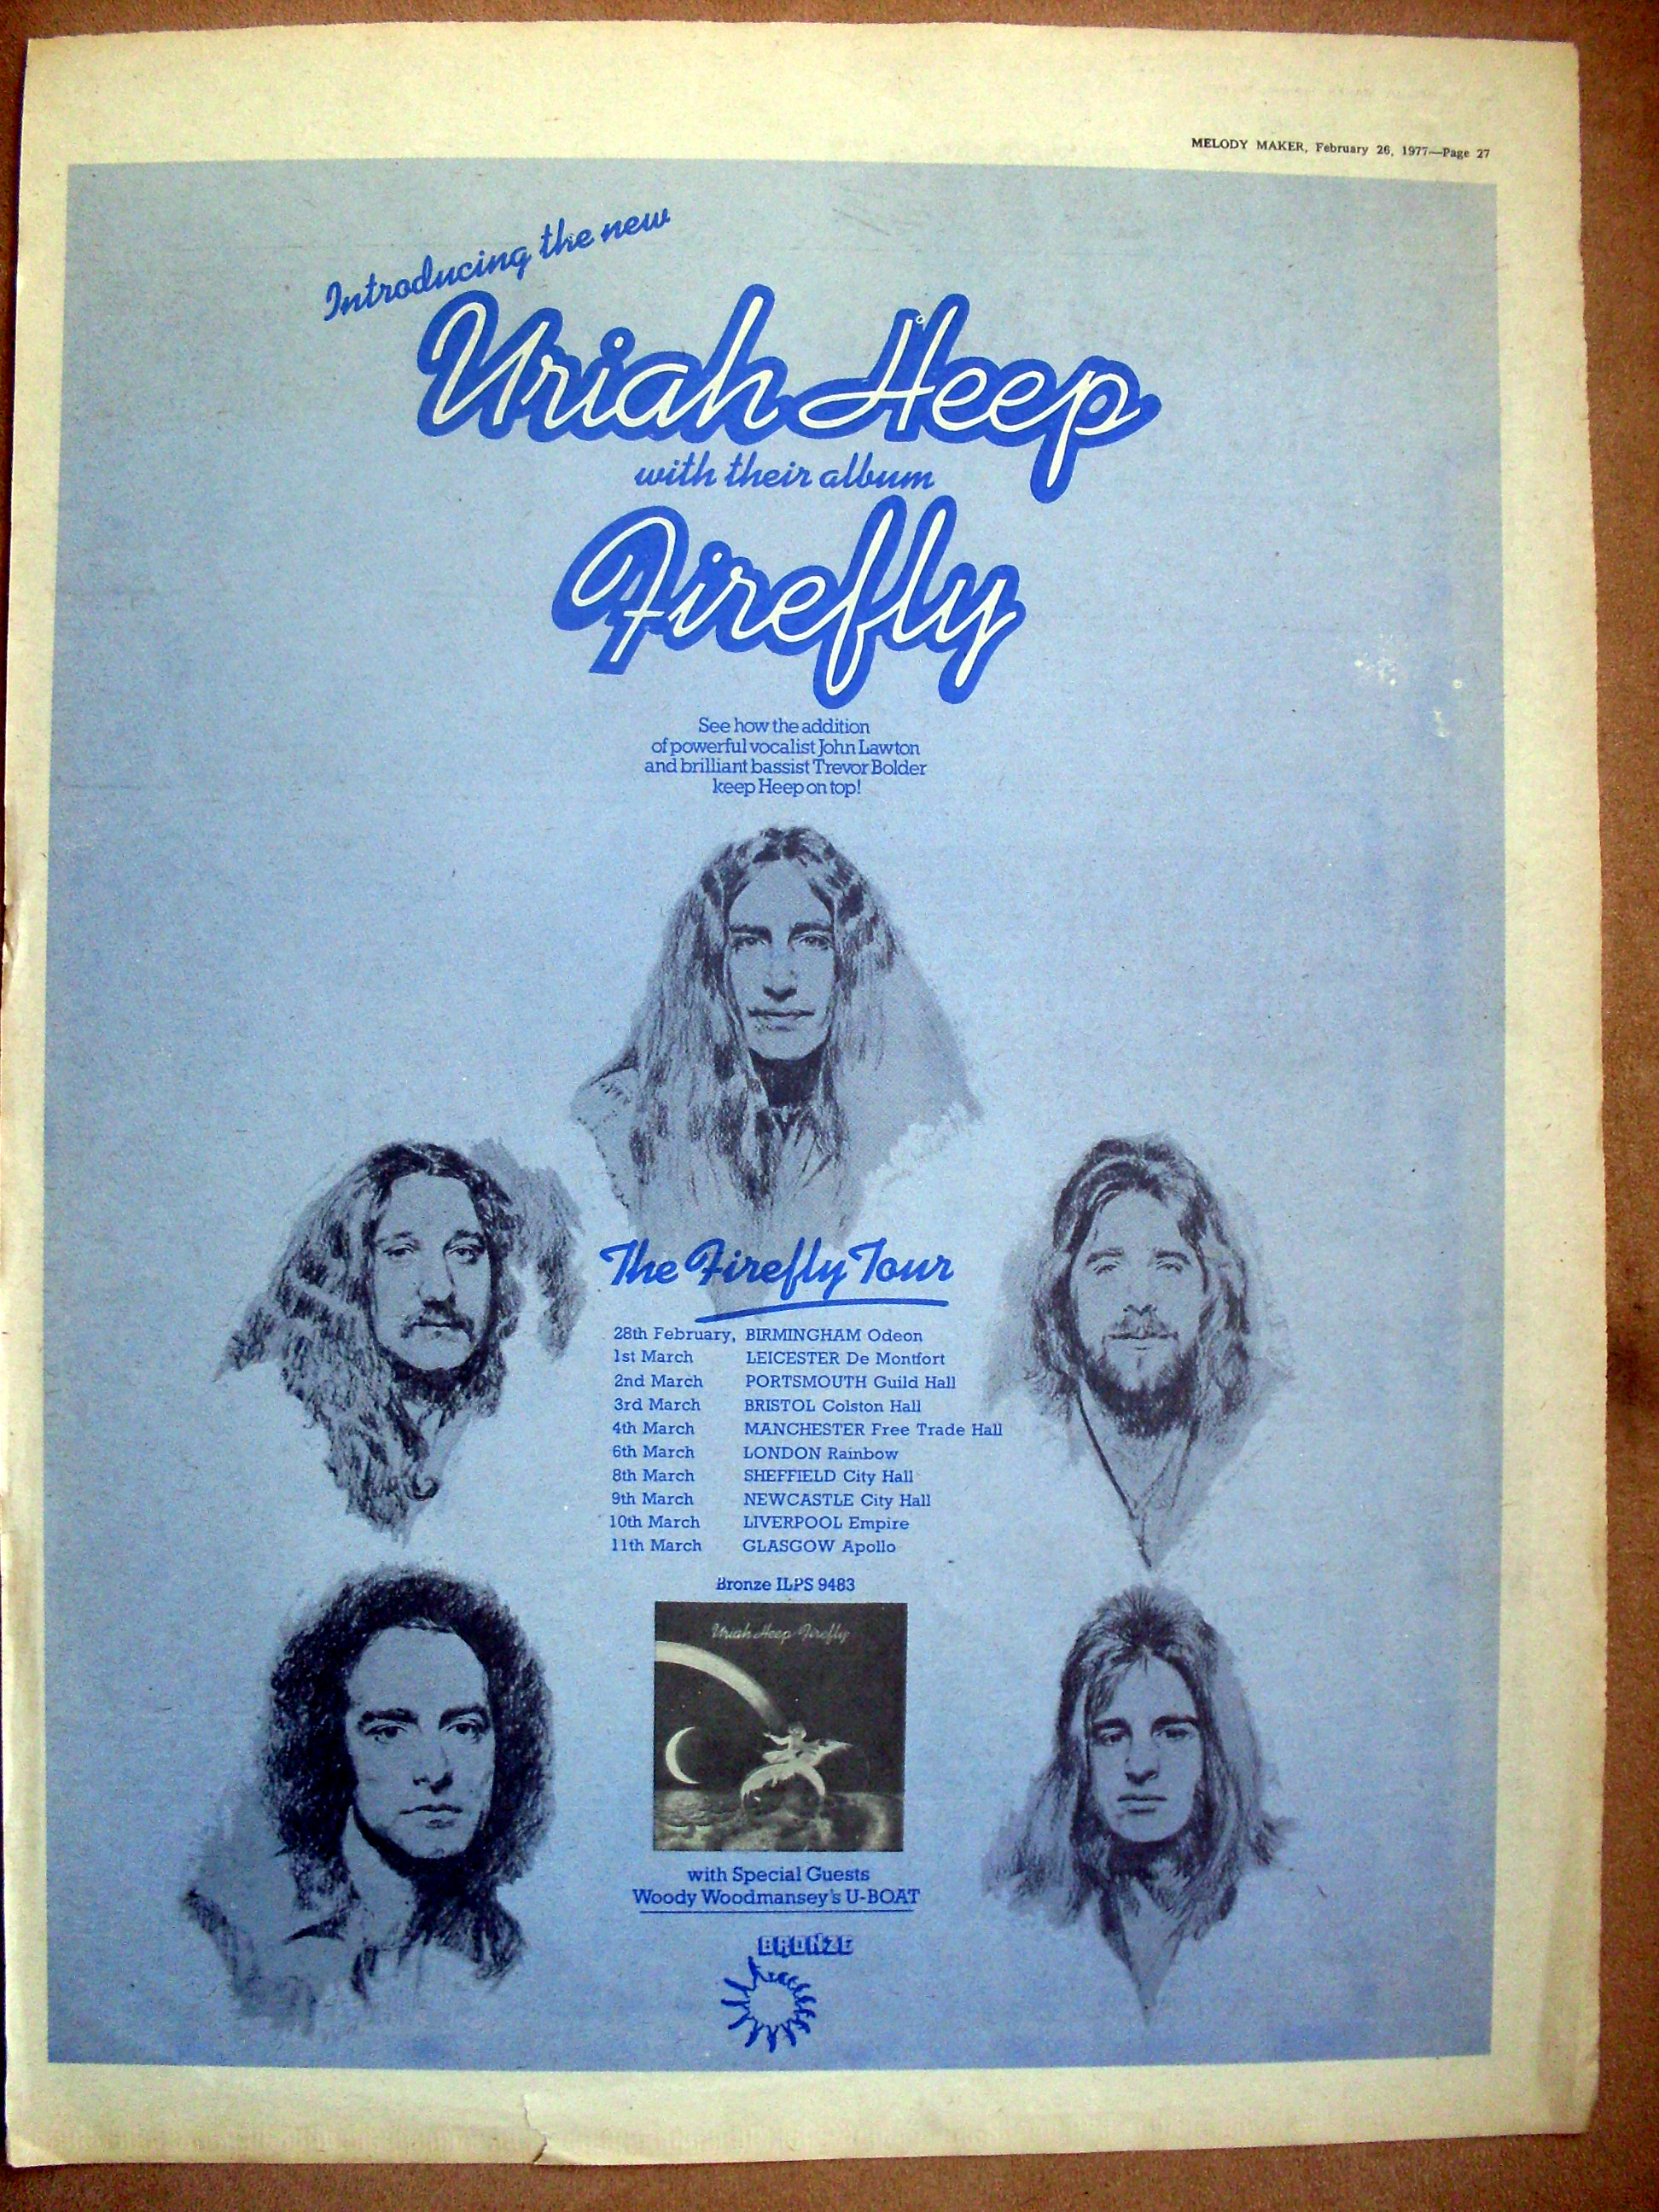 MELODY MAKER, February 26, 1977—Page 27
Introducing the new
Uriah Heep
with their album
Firefly
See how the addition
of powerful vocalist John Lawton
and brilliant bassist Trevor Bolder
keep Heep on top!
The Firefly Tour
28th February, BIRMINGHAM Odeon
1st March LEICESTER De Montfort
2nd March PORTSMOUTH Guild Hall
3rd March BRISTOL Colston Hall
4th March MANCHESTER Free Trade Hall
6th March LONDON Rainbow
8th March SHEFFIELD City Hall
9th March NEWCASTLE City Hall
10th March LIVERPOOL Empire
11th March GLASGOW Apollo
Bronze ILPS 9483
Uriah Heep Firefly
with Special Guests
Woody Woodmansey's U-BOAT
BRONZE